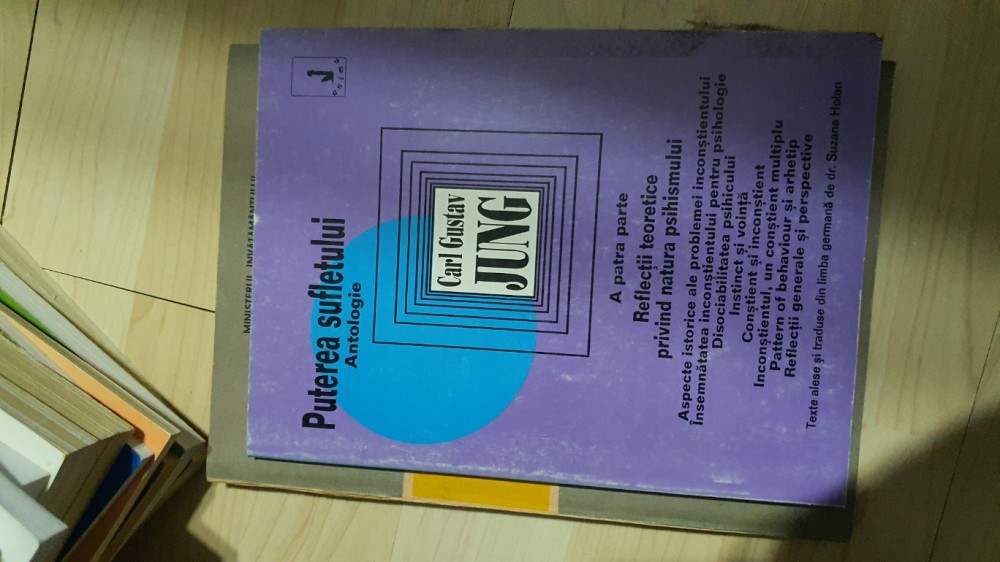 Puterea sufletului
Antologie
Carl Gustav
JUNG
A patra parte
Reflecții teoretice
privind natura psihismului
Aspecte istorice ale problemei inconștientului
Însemnătatea inconștientului pentru psihologie
Disociabilitatea psihicului
Instinct și voință
Conștient și inconștient
Inconștientul, un conștient multiplu
Pattern of behaviour și arhetip
Reflecții generale și perspective
Texte alese și traduse din limba germană de dr. Suzana Holan
MINISTERUL